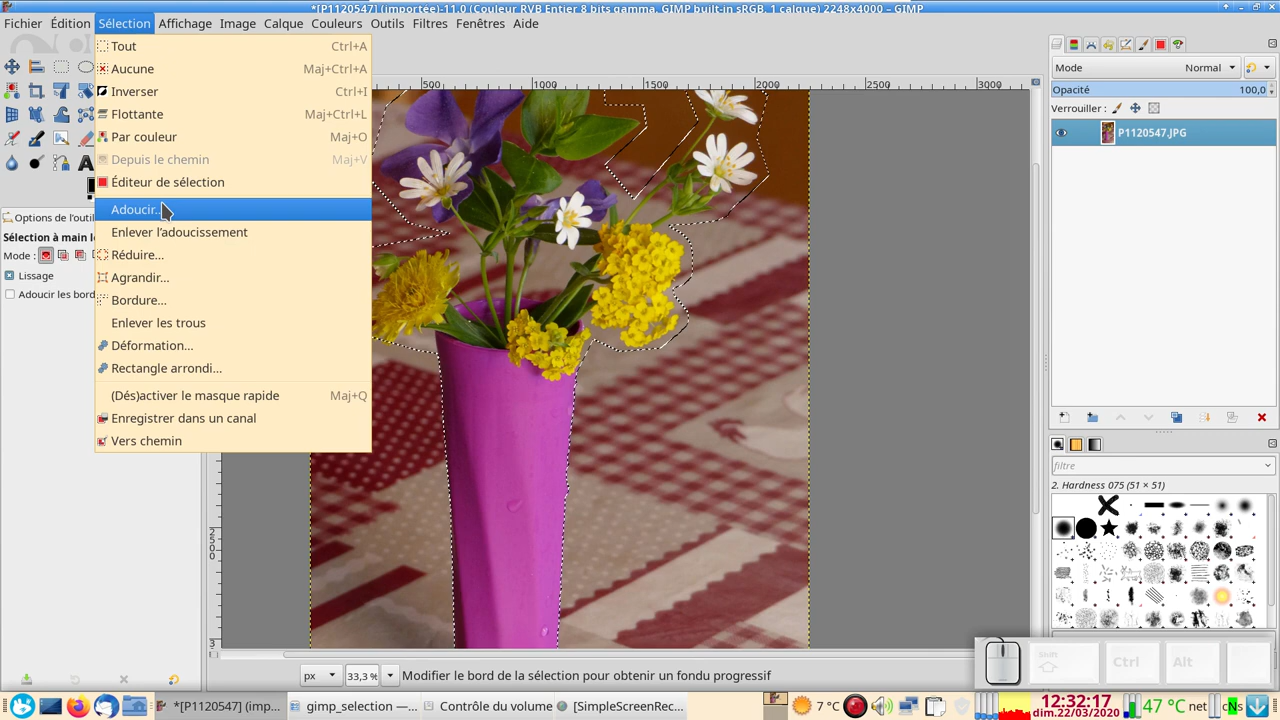 *[P1120547] (importée)-11.0 (Couleur RVB Entier 8 bits gamma, GIMP built-in sRGB, 1 calque) 2248x4000 – GIMP
Fichier Édition Sélection Affichage Image Calque Couleurs Outils Filtres Fenêtres Aide
Tout Ctrl+A
Aucune Maj+Ctrl+A
Inverser Ctrl+I
Flottante Maj+Ctrl+L
Par couleur Maj+O
Depuis le chemin Maj+V
Éditeur de sélection
Adoucir...
Enlever l'adoucissement
Réduire...
Agrandir...
Bordure...
Enlever les trous
Déformation...
Rectangle arrondi...
(Dés)activer le masque rapide Maj+Q
Enregistrer dans un canal
Vers chemin
Options de l'outil
Sélection à main l
Mode :
Lissage
Adoucir les bord
500 1000 1500 2000 2500 3000
2500
3
Mode Normal
Opacité 100,0
Verrouiller :
P1120547.JPG
filtre
2. Hardness 075 (51 × 51)
px 33,3 % Modifier le bord de la sélection pour obtenir un fondu progressif
Shift Ctrl Alt
*[P1120547] (imp... gimp_selection —... Contrôle du volume [SimpleScreenRec... 7 °C 12:32:17 47 °C net
dim.22/03/2020